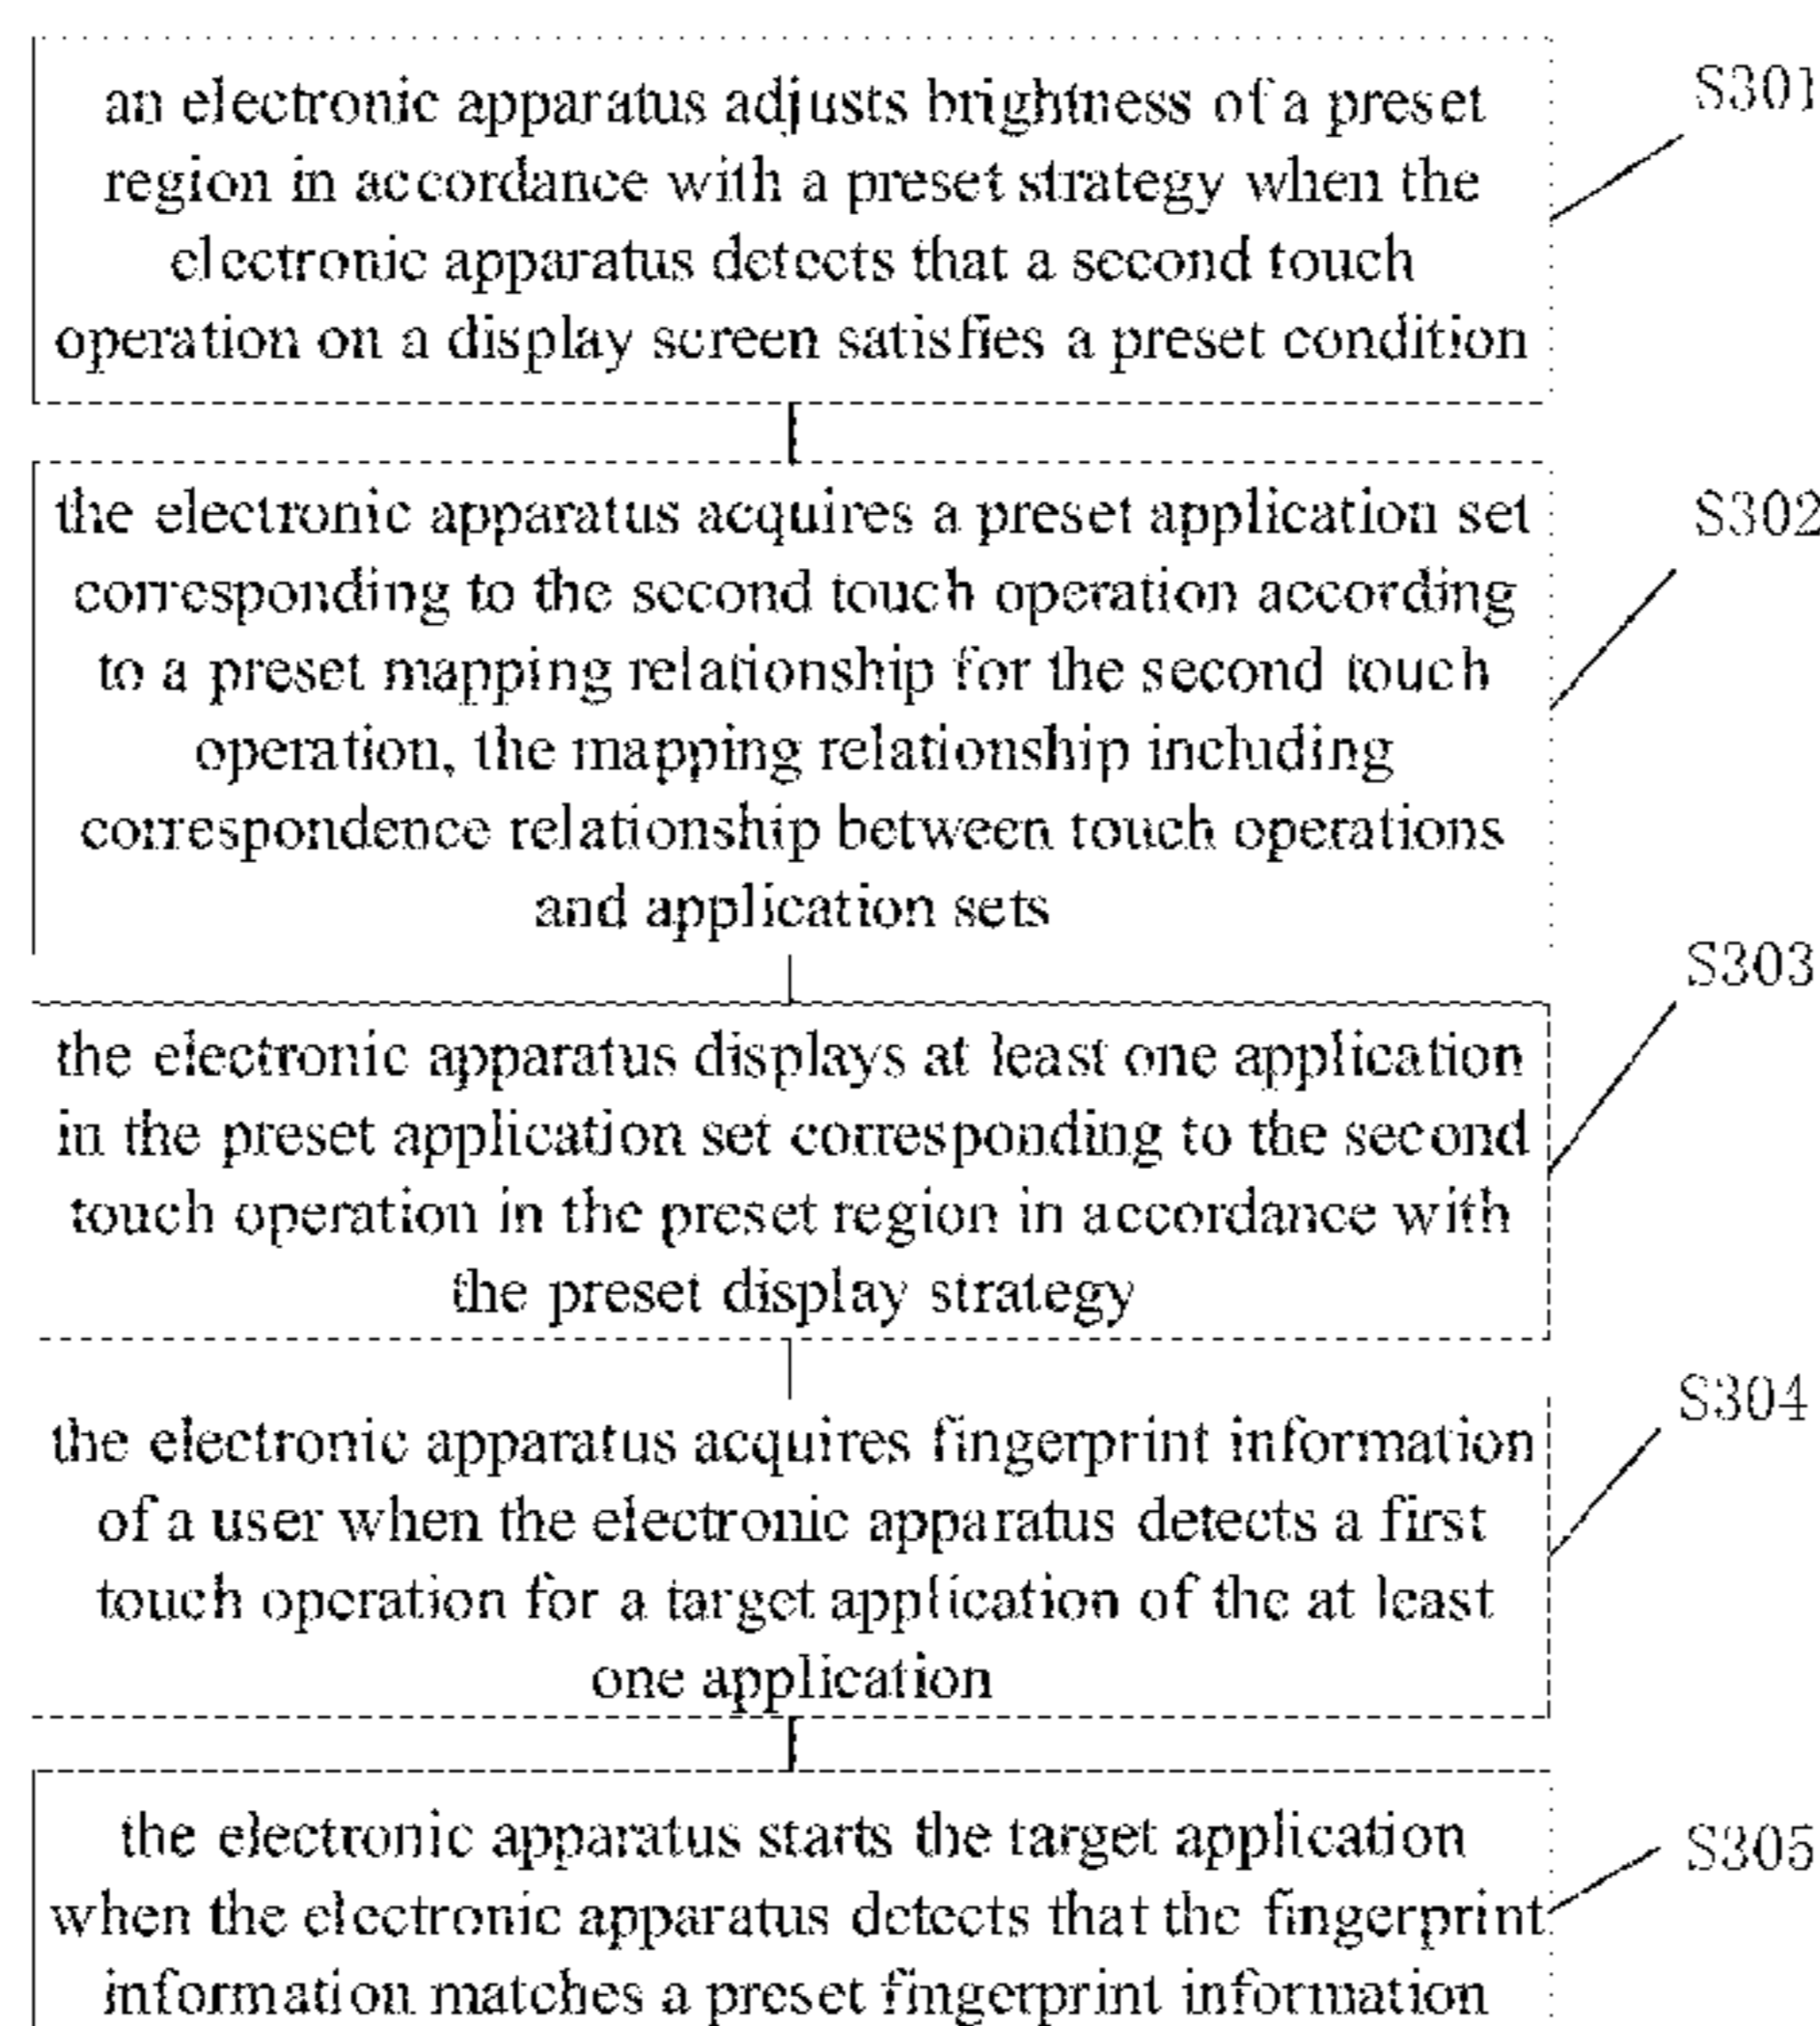 an electronic apparatus adjusts brightness of a preset
region in accordance with a preset strategy when the
electronic apparatus detects that a second touch
operation on a display screen satisfies a preset condition
S301
the electronic apparatus acquires a preset application set
corresponding to the second touch operation according
to a preset mapping relationship for the second touch
operation, the mapping relationship including
correspondence relationship between touch operations
and application sets
S302
the electronic apparatus displays at least one application
in the preset application set corresponding to the second
touch operation in the preset region in accordance with
the preset display strategy
S303
the electronic apparatus acquires fingerprint information
of a user when the electronic apparatus detects a first
touch operation for a target application of the at least
one application
S304
the electronic apparatus starts the target application
when the electronic apparatus detects that the fingerprint
information matches a preset fingerprint information
S305